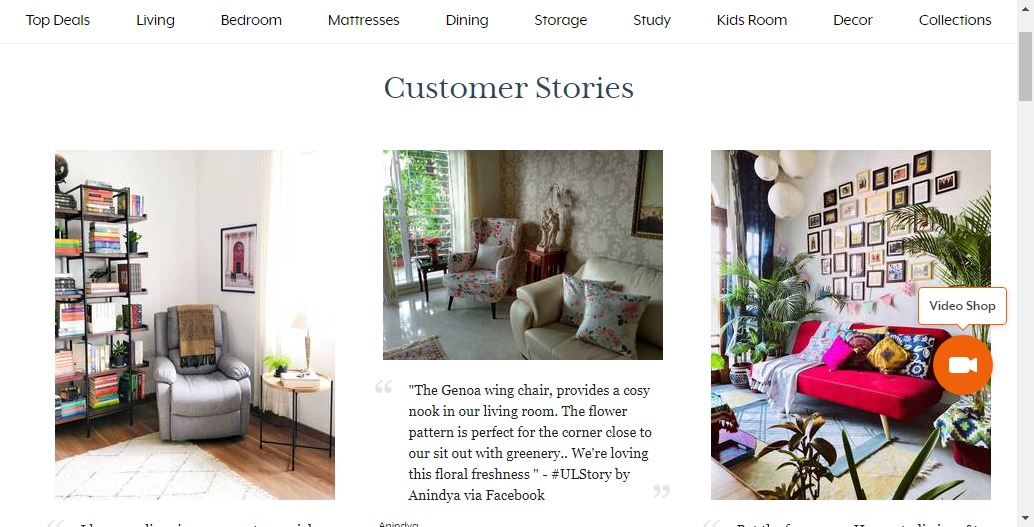 Top Deals Living Bedroom Mattresses Dining Storage Study Kids Room Decor Collections
Customer Stories
Video Shop
"The Genoa wing chair, provides a cosy
nook in our living room. The flower
pattern is perfect for the corner close to
our sit out with greenery.. We're loving
this floral freshness " - #ULStory by
Anindya via Facebook
Anindya